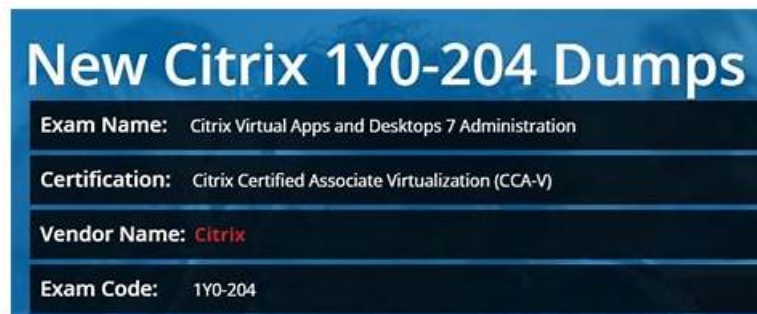 New Citrix 1Y0-204 Dumps
Exam Name: Citrix Virtual Apps and Desktops 7 Administration
Certification: Citrix Certified Associate Virtualization (CCA-V)
Vendor Name: Citrix
Exam Code: 1Y0-204